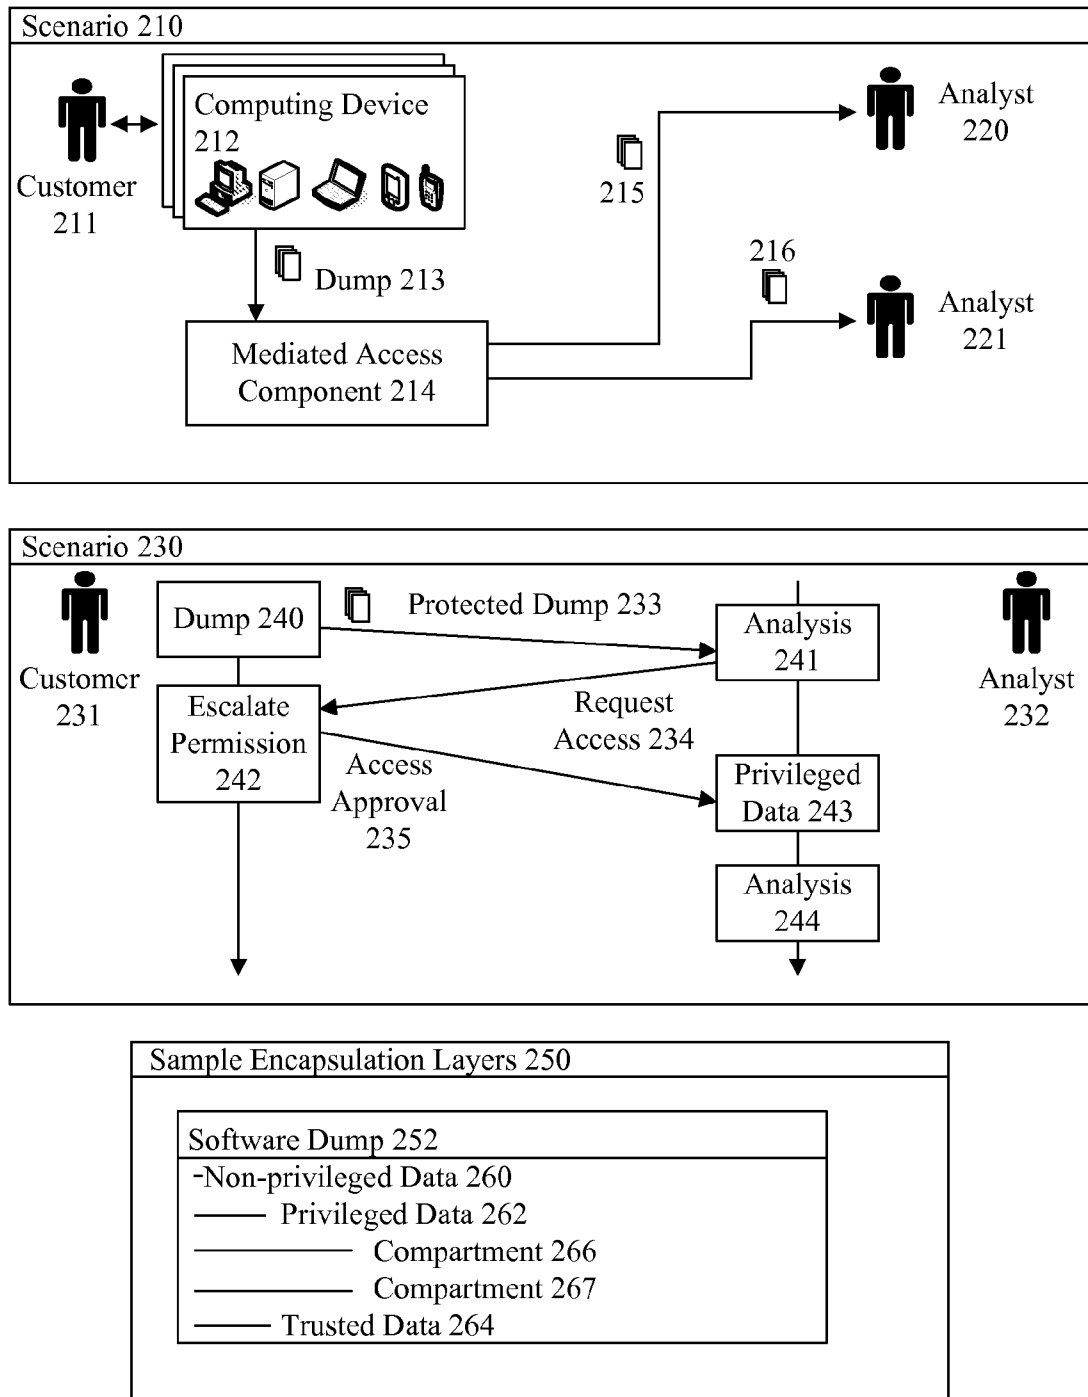 Scenario 210
Customer
211
Computing Device
212
Dump 213
Mediated Access
Component 214
215
216
Analyst
220
Analyst
221
Scenario 230
Customer
231
Dump 240
Protected Dump 233
Analysis
241
Analyst
232
Escalate
Permission
242
Request
Access 234
Access
Approval
235
Privileged
Data 243
Analysis
244
Sample Encapsulation Layers 250
Software Dump 252
-Non-privileged Data 260
Privileged Data 262
Compartment 266
Compartment 267
Trusted Data 264